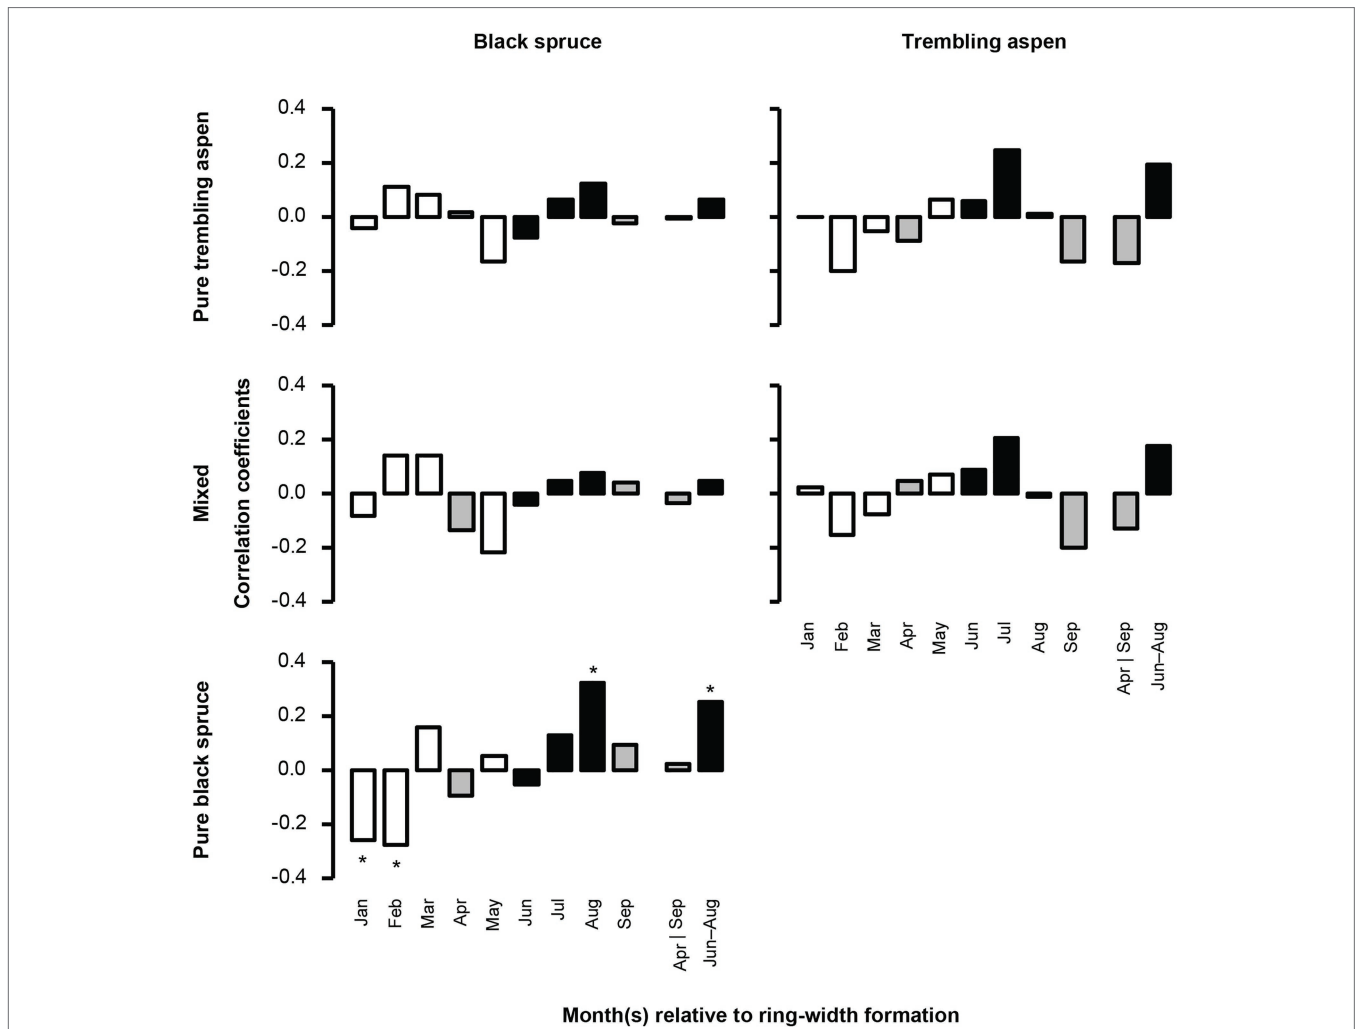 Black spruce
Trembling aspen
Pure trembling aspen
0.4
0.2
0.0
-0.2
-0.4
Mixed
Correlation coefficients
0.4
0.2
0.0
-0.2
-0.4
Jan
Feb
Mar
Apr
May
Jun
Jul
Aug
Sep
Apr | Sep
Jun–Aug
Pure black spruce
0.4
0.2
0.0
-0.2
-0.4
*
*
*
*
Jan
Feb
Mar
Apr
May
Jun
Jul
Aug
Sep
Apr | Sep
Jun–Aug
Month(s) relative to ring-width formation